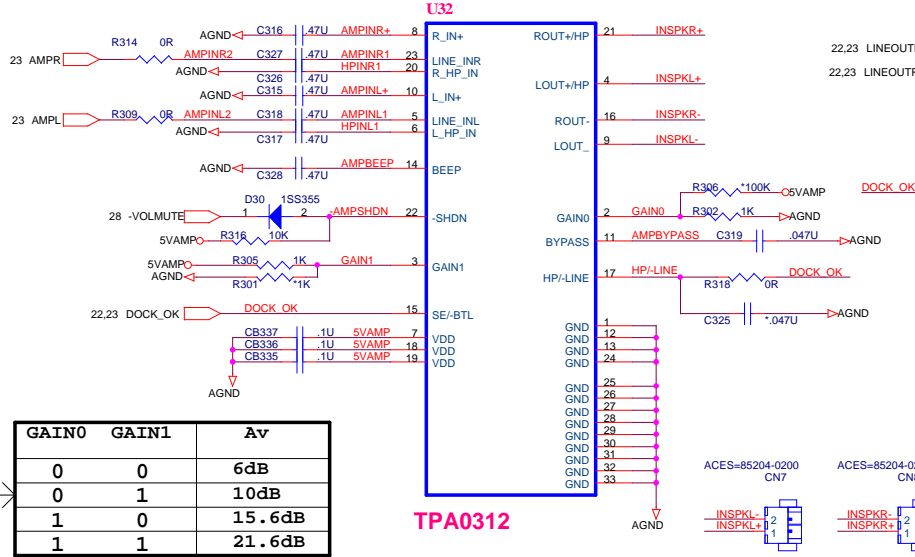 U32
AGND C316 .47U AMPINR+ 8 R_IN+ ROUT+/HP 21 INSPKR+
R314 0R
23 AMPR AMPINR2 C327 .47U AMPINR1 23 LINE_INR
AGND C326 .47U HPINR1 20 R_HP_IN
AGND C315 .47U AMPINL+ 10 L_IN+ LOUT+/HP 4 INSPKL+
23 AMPL R309 0R AMPINL2 C318 .47U AMPINL1 5 LINE_INL ROUT- 16 INSPKR-
AGND C317 .47U HPINL1 6 L_HP_IN LOUT_ 9 INSPKL-
AGND C328 .47U AMPBEEP 14 BEEP
22,23 LINEOUT
22,23 LINEOUT
R306 *100K 5VAMP
DOCK_OK
28 -VOLMUTE D30 1SS355 1 2 -AMPSHDN 22 -SHDN GAIN0 2 GAIN0 R302 1K AGND
5VAMP R316 10K BYPASS 11 AMPBYPASS C319 .047U AGND
5VAMP R305 1K GAIN1 3 GAIN1 HP/-LINE 17 HP/-LINE R318 0R DOCK_OK
AGND R301 *1K
C325 *.047U AGND
22,23 DOCK_OK DOCK_OK 15 SE/-BTL
CB337 .1U 5VAMP 7 VDD
CB336 .1U 5VAMP 18 VDD
CB335 .1U 5VAMP 19 VDD
AGND
GND 1
GND 12
GND 13
GND 24
GND 25
GND 26
GND 27
GND 28
GND 29
GND 30
GND 31
GND 32
GND 33
AGND
TPA0312
GAIN0 GAIN1 Av
0 0 6dB
0 1 10dB
1 0 15.6dB
1 1 21.6dB
ACES=85204-0200
CN7
INSPKL- 2
INSPKL+ 1
ACES=85204-02
CN
INSPKR- 2
INSPKR+ 1